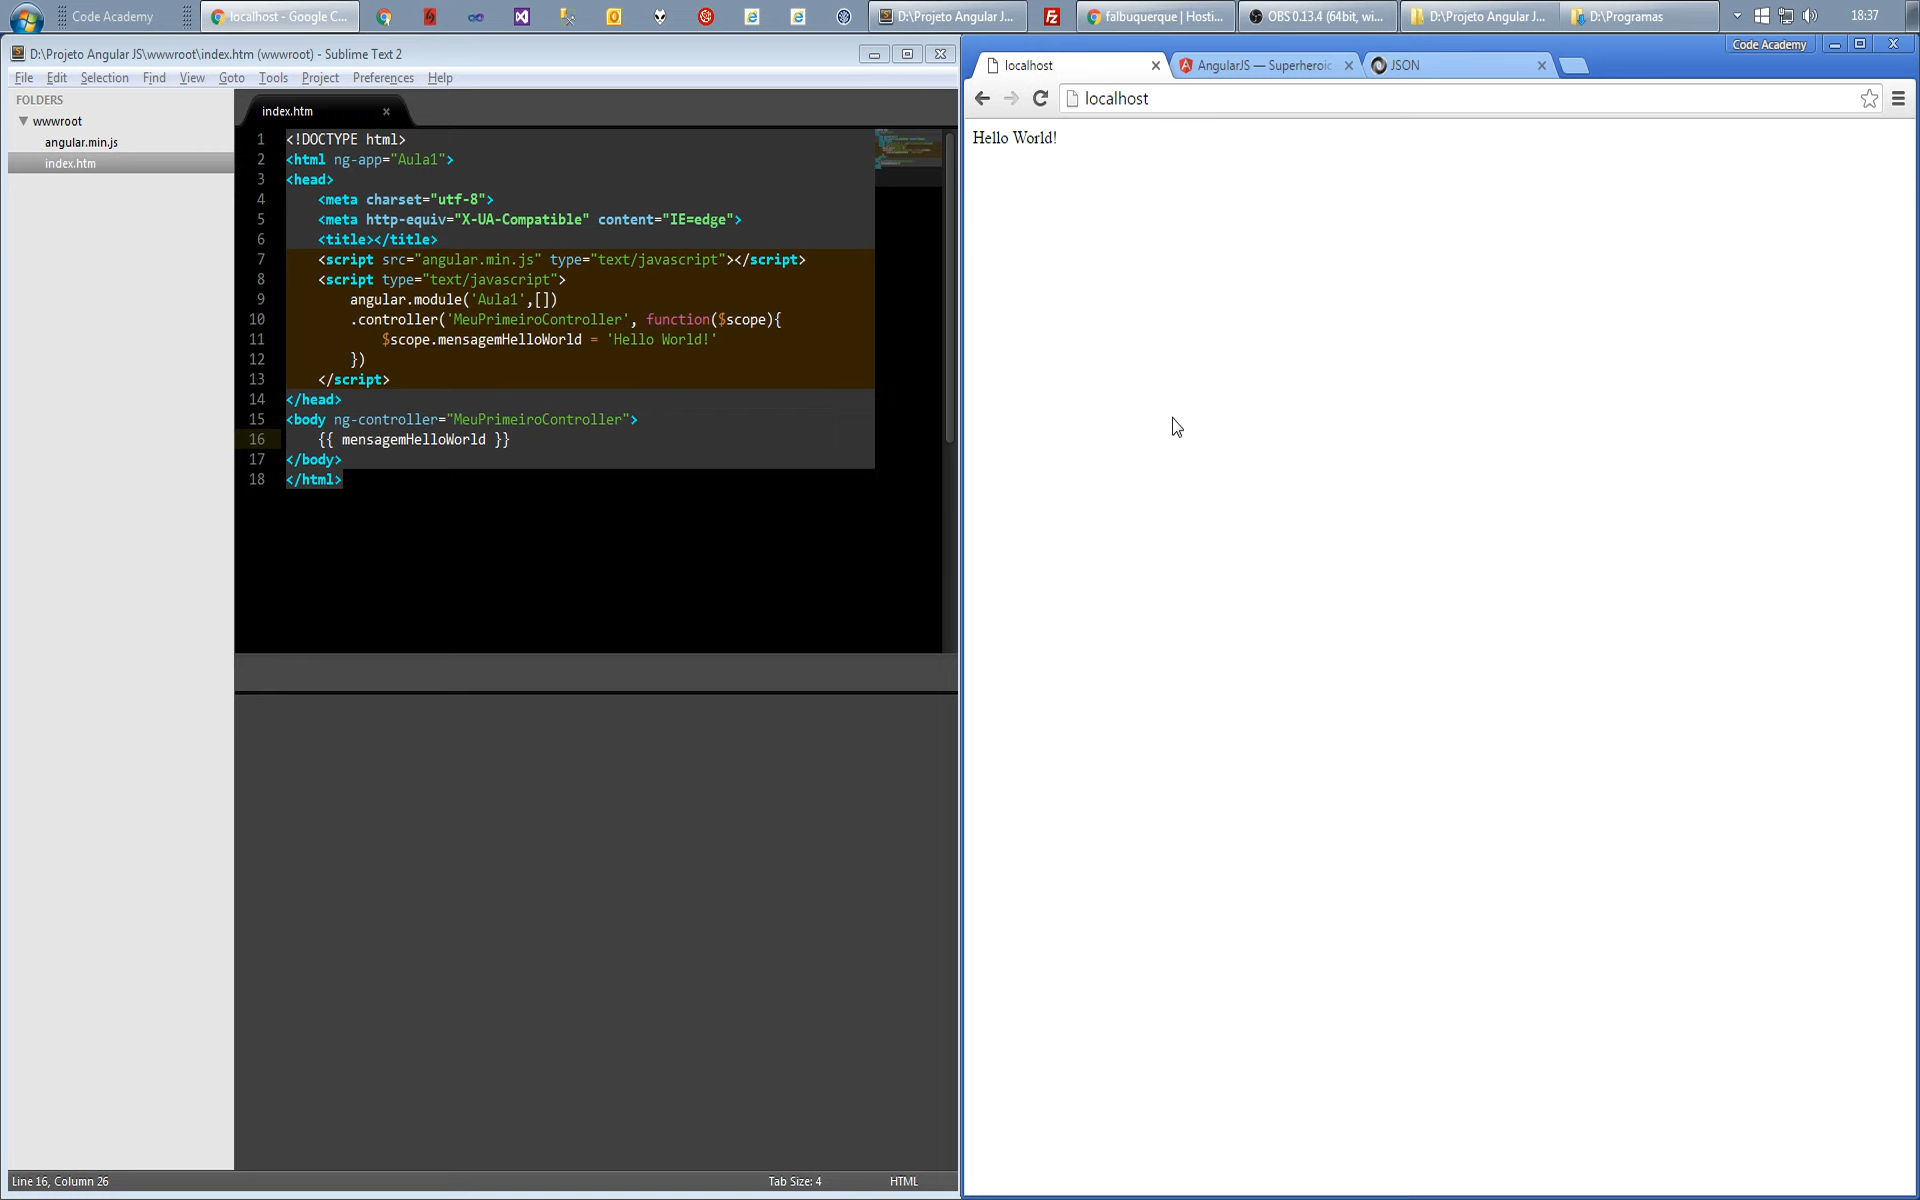 Code Academy
localhost - Google C...
D:\Projeto Angular J...
falbuquerque | Hosti...
OBS 0.13.4 (64bit, wi...
D:\Projeto Angular J...
D:\Programas
18:37
D:\Projeto Angular JS\wwwroot\index.htm (wwwroot) - Sublime Text 2
File Edit Selection Find View Goto Tools Project Preferences Help
FOLDERS
wwwroot
angular.min.js
index.htm
index.htm
1 <!DOCTYPE html>
2 <html ng-app="Aula1">
3 <head>
4 <meta charset="utf-8">
5 <meta http-equiv="X-UA-Compatible" content="IE=edge">
6 <title></title>
7 <script src="angular.min.js" type="text/javascript"></script>
8 <script type="text/javascript">
9 angular.module('Aula1',[])
10 .controller('MeuPrimeiroController', function($scope){
11 $scope.mensagemHelloWorld = 'Hello World!'
12 })
13 </script>
14 </head>
15 <body ng-controller="MeuPrimeiroController">
16 {{ mensagemHelloWorld }}
17 </body>
18 </html>
Line 16, Column 26
Tab Size: 4
HTML
Code Academy
localhost
AngularJS — Superheroic
JSON
localhost
Hello World!